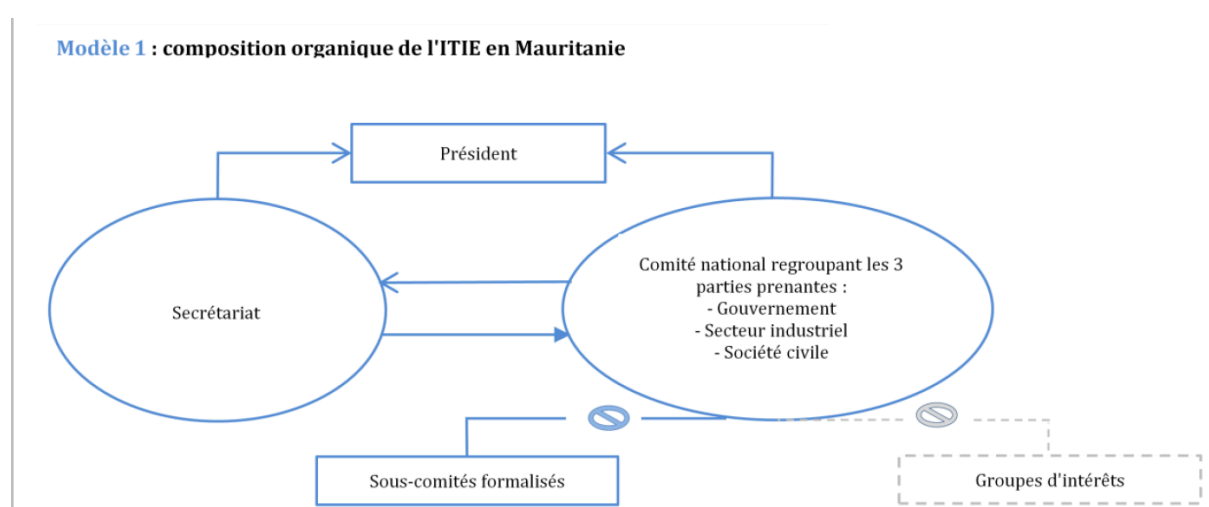 Modèle 1 : composition organique de l'ITIE en Mauritanie
Président
Secrétariat
Comité national regroupant les 3
parties prenantes :
- Gouvernement
- Secteur industriel
- Société civile
Sous-comités formalisés
Groupes d'intérêts